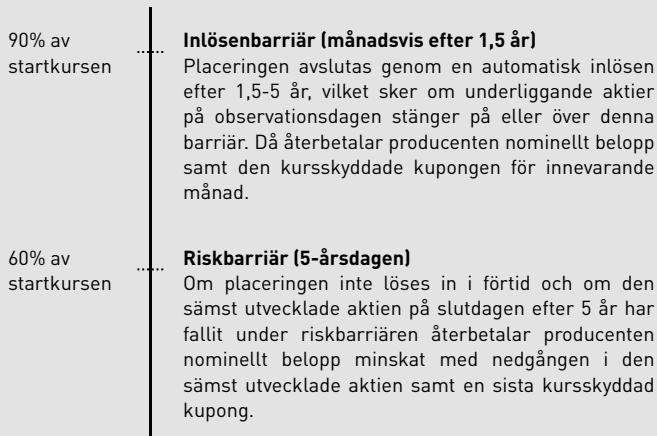 90% av
startkursen
Inlösenbarriär (månadsvis efter 1,5 år)
Placeringen avslutas genom en automatisk inlösen
efter 1,5-5 år, vilket sker om underliggande aktier
på observationsdagen stänger på eller över denna
barriär. Då återbetalar producenten nominellt belopp
samt den kursskyddade kupongen för innevarande
månad.
60% av
startkursen
Riskbarriär (5-årsdagen)
Om placeringen inte löses in i förtid och om den
sämst utvecklade aktien på slutdagen efter 5 år har
fallit under riskbarriären återbetalar producenten
nominellt belopp minskat med nedgången i den
sämst utvecklade aktien samt en sista kursskyddad
kupong.